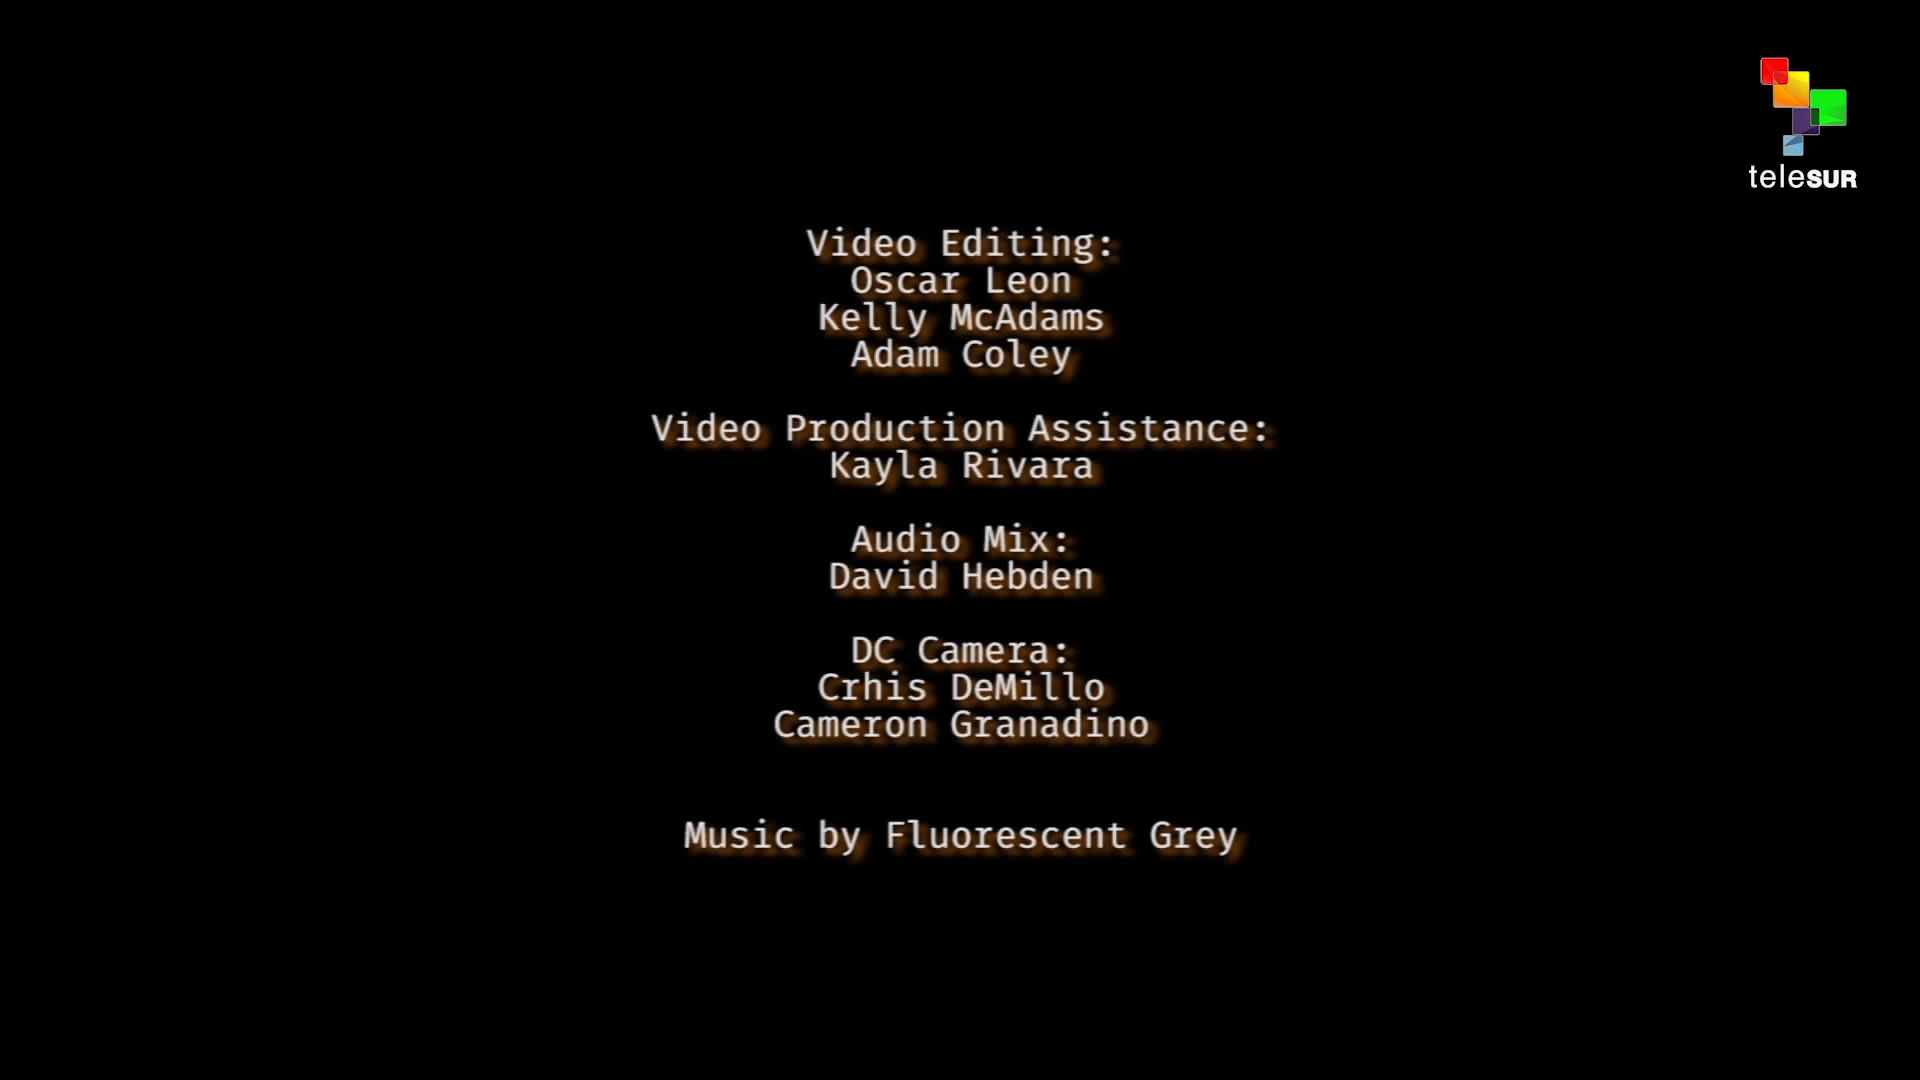 teleSUR
Video Editing:
Oscar Leon
Kelly McAdams
Adam Coley
Video Production Assistance:
Kayla Rivara
Audio Mix:
David Hebden
DC Camera:
Crhis DeMillo
Cameron Granadino
Music by Fluorescent Grey